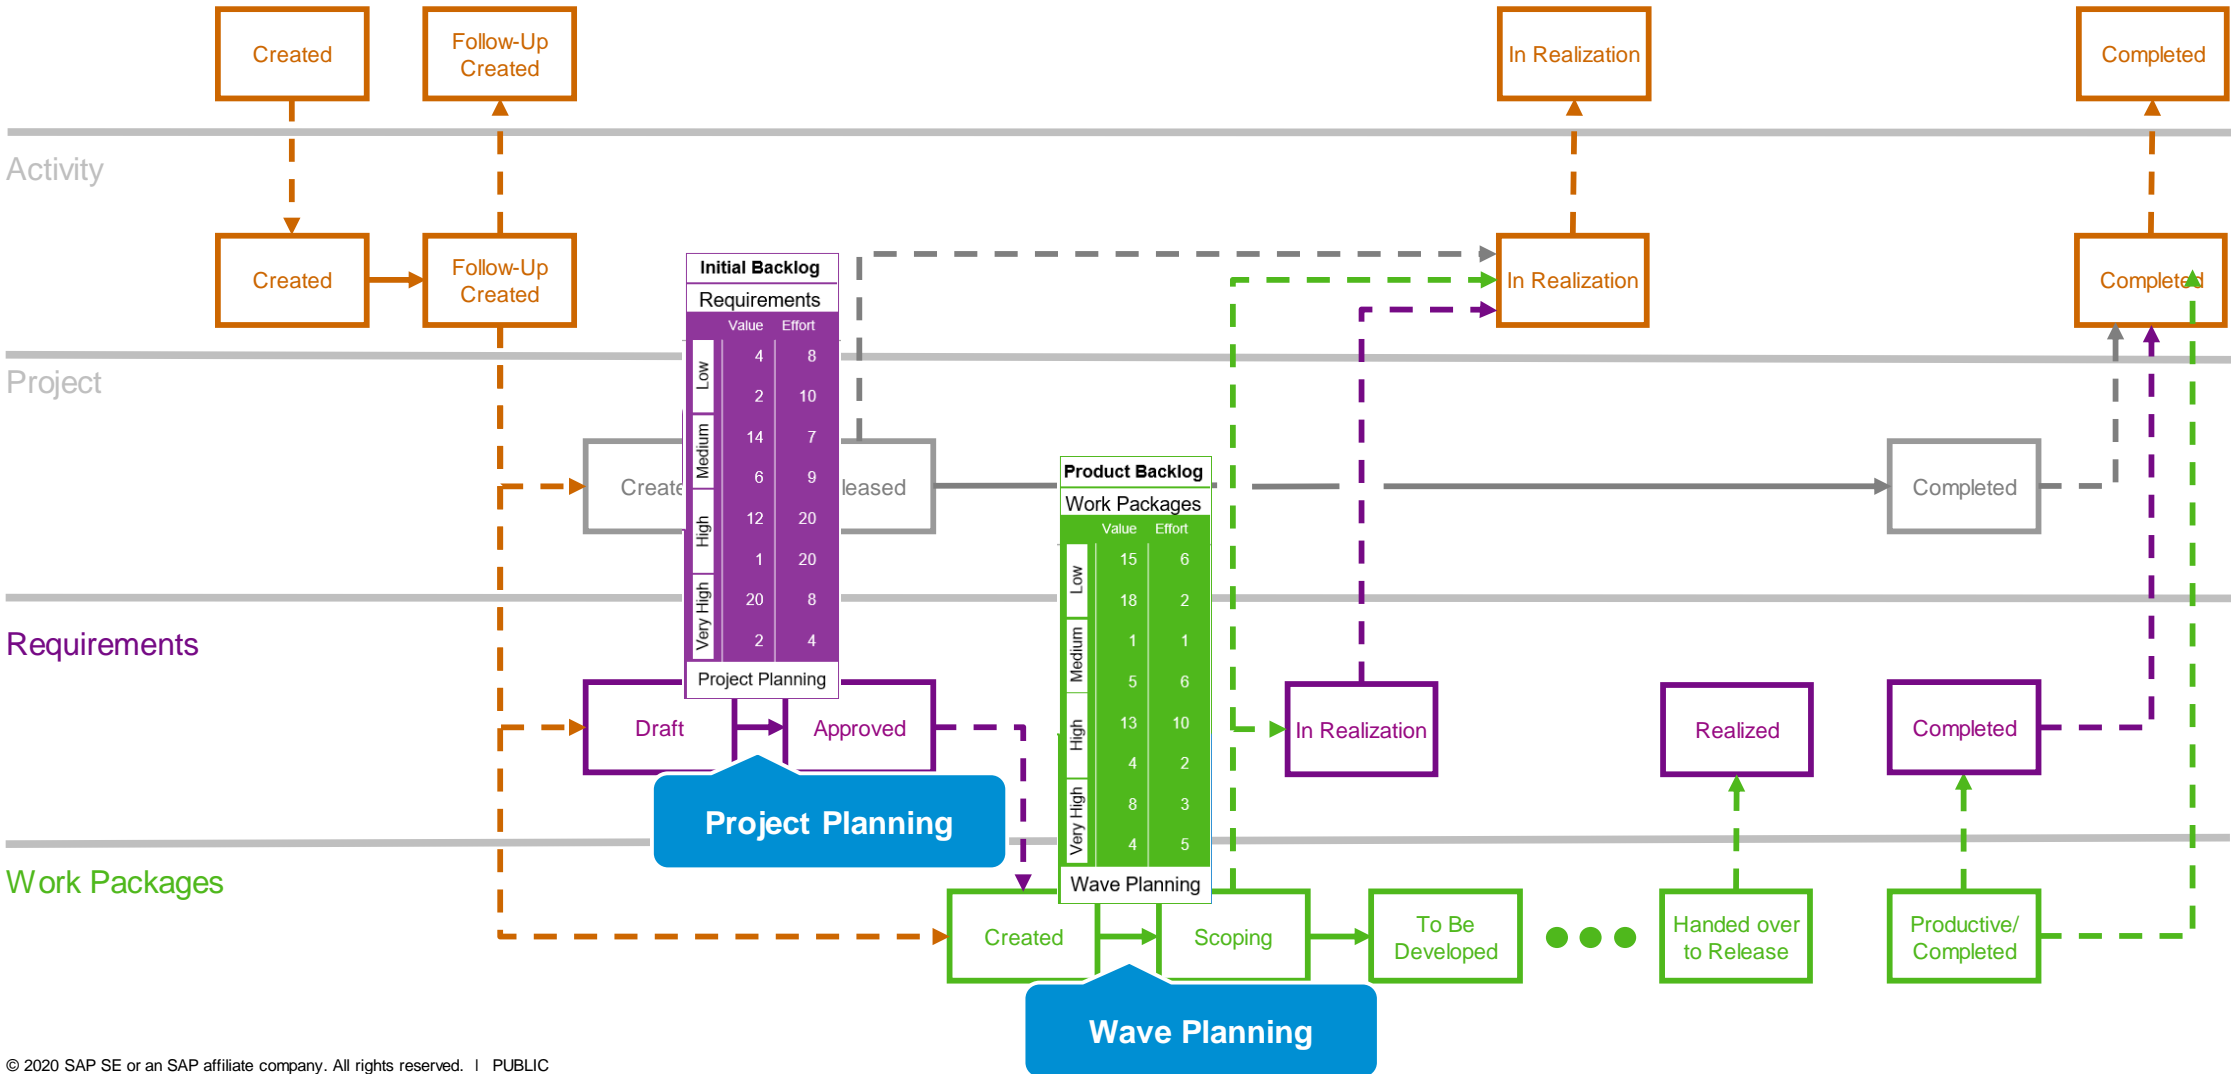 Created
Follow-Up
Created
In Realization
Completed
Activity
Created
Follow-Up
Created
In Realization
Completed
Initial Backlog
Requirements
Value Effort
Low
4 8
2 10
Medium
14 7
6 9
High
12 20
1 20
Very High
20 8
2 4
Project Planning
Project
Create
leased
Completed
Product Backlog
Work Packages
Value Effort
Low
15 6
18 2
Medium
1 1
5 6
High
13 10
4 2
Very High
8 3
4 5
Wave Planning
Requirements
Draft
Approved
In Realization
Realized
Completed
Project Planning
Work Packages
Created
Scoping
To Be
Developed
Handed over
to Release
Productive/
Completed
Wave Planning
© 2020 SAP SE or an SAP affiliate company. All rights reserved. | PUBLIC